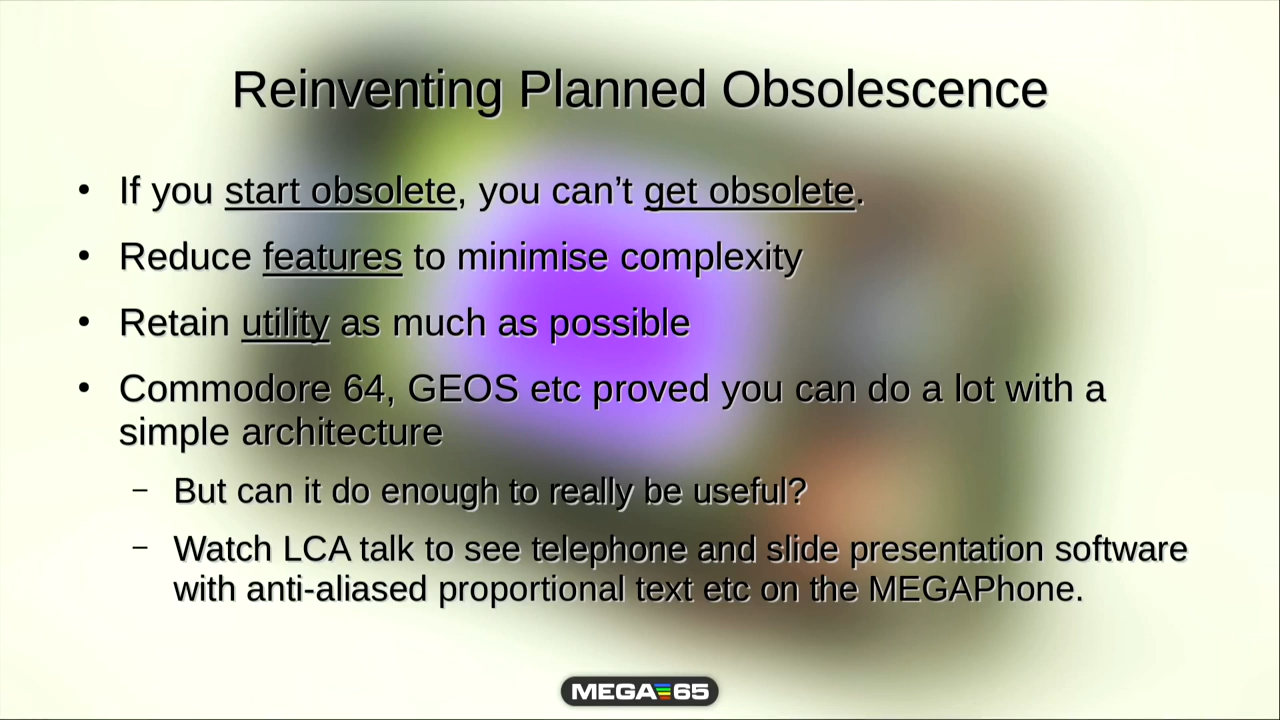 Reinventing Planned Obsolescence
• If you start obsolete, you can’t get obsolete.
• Reduce features to minimise complexity
• Retain utility as much as possible
• Commodore 64, GEOS etc proved you can do a lot with a
simple architecture
– But can it do enough to really be useful?
– Watch LCA talk to see telephone and slide presentation software
with anti-aliased proportional text etc on the MEGAPhone.
MEGA 65